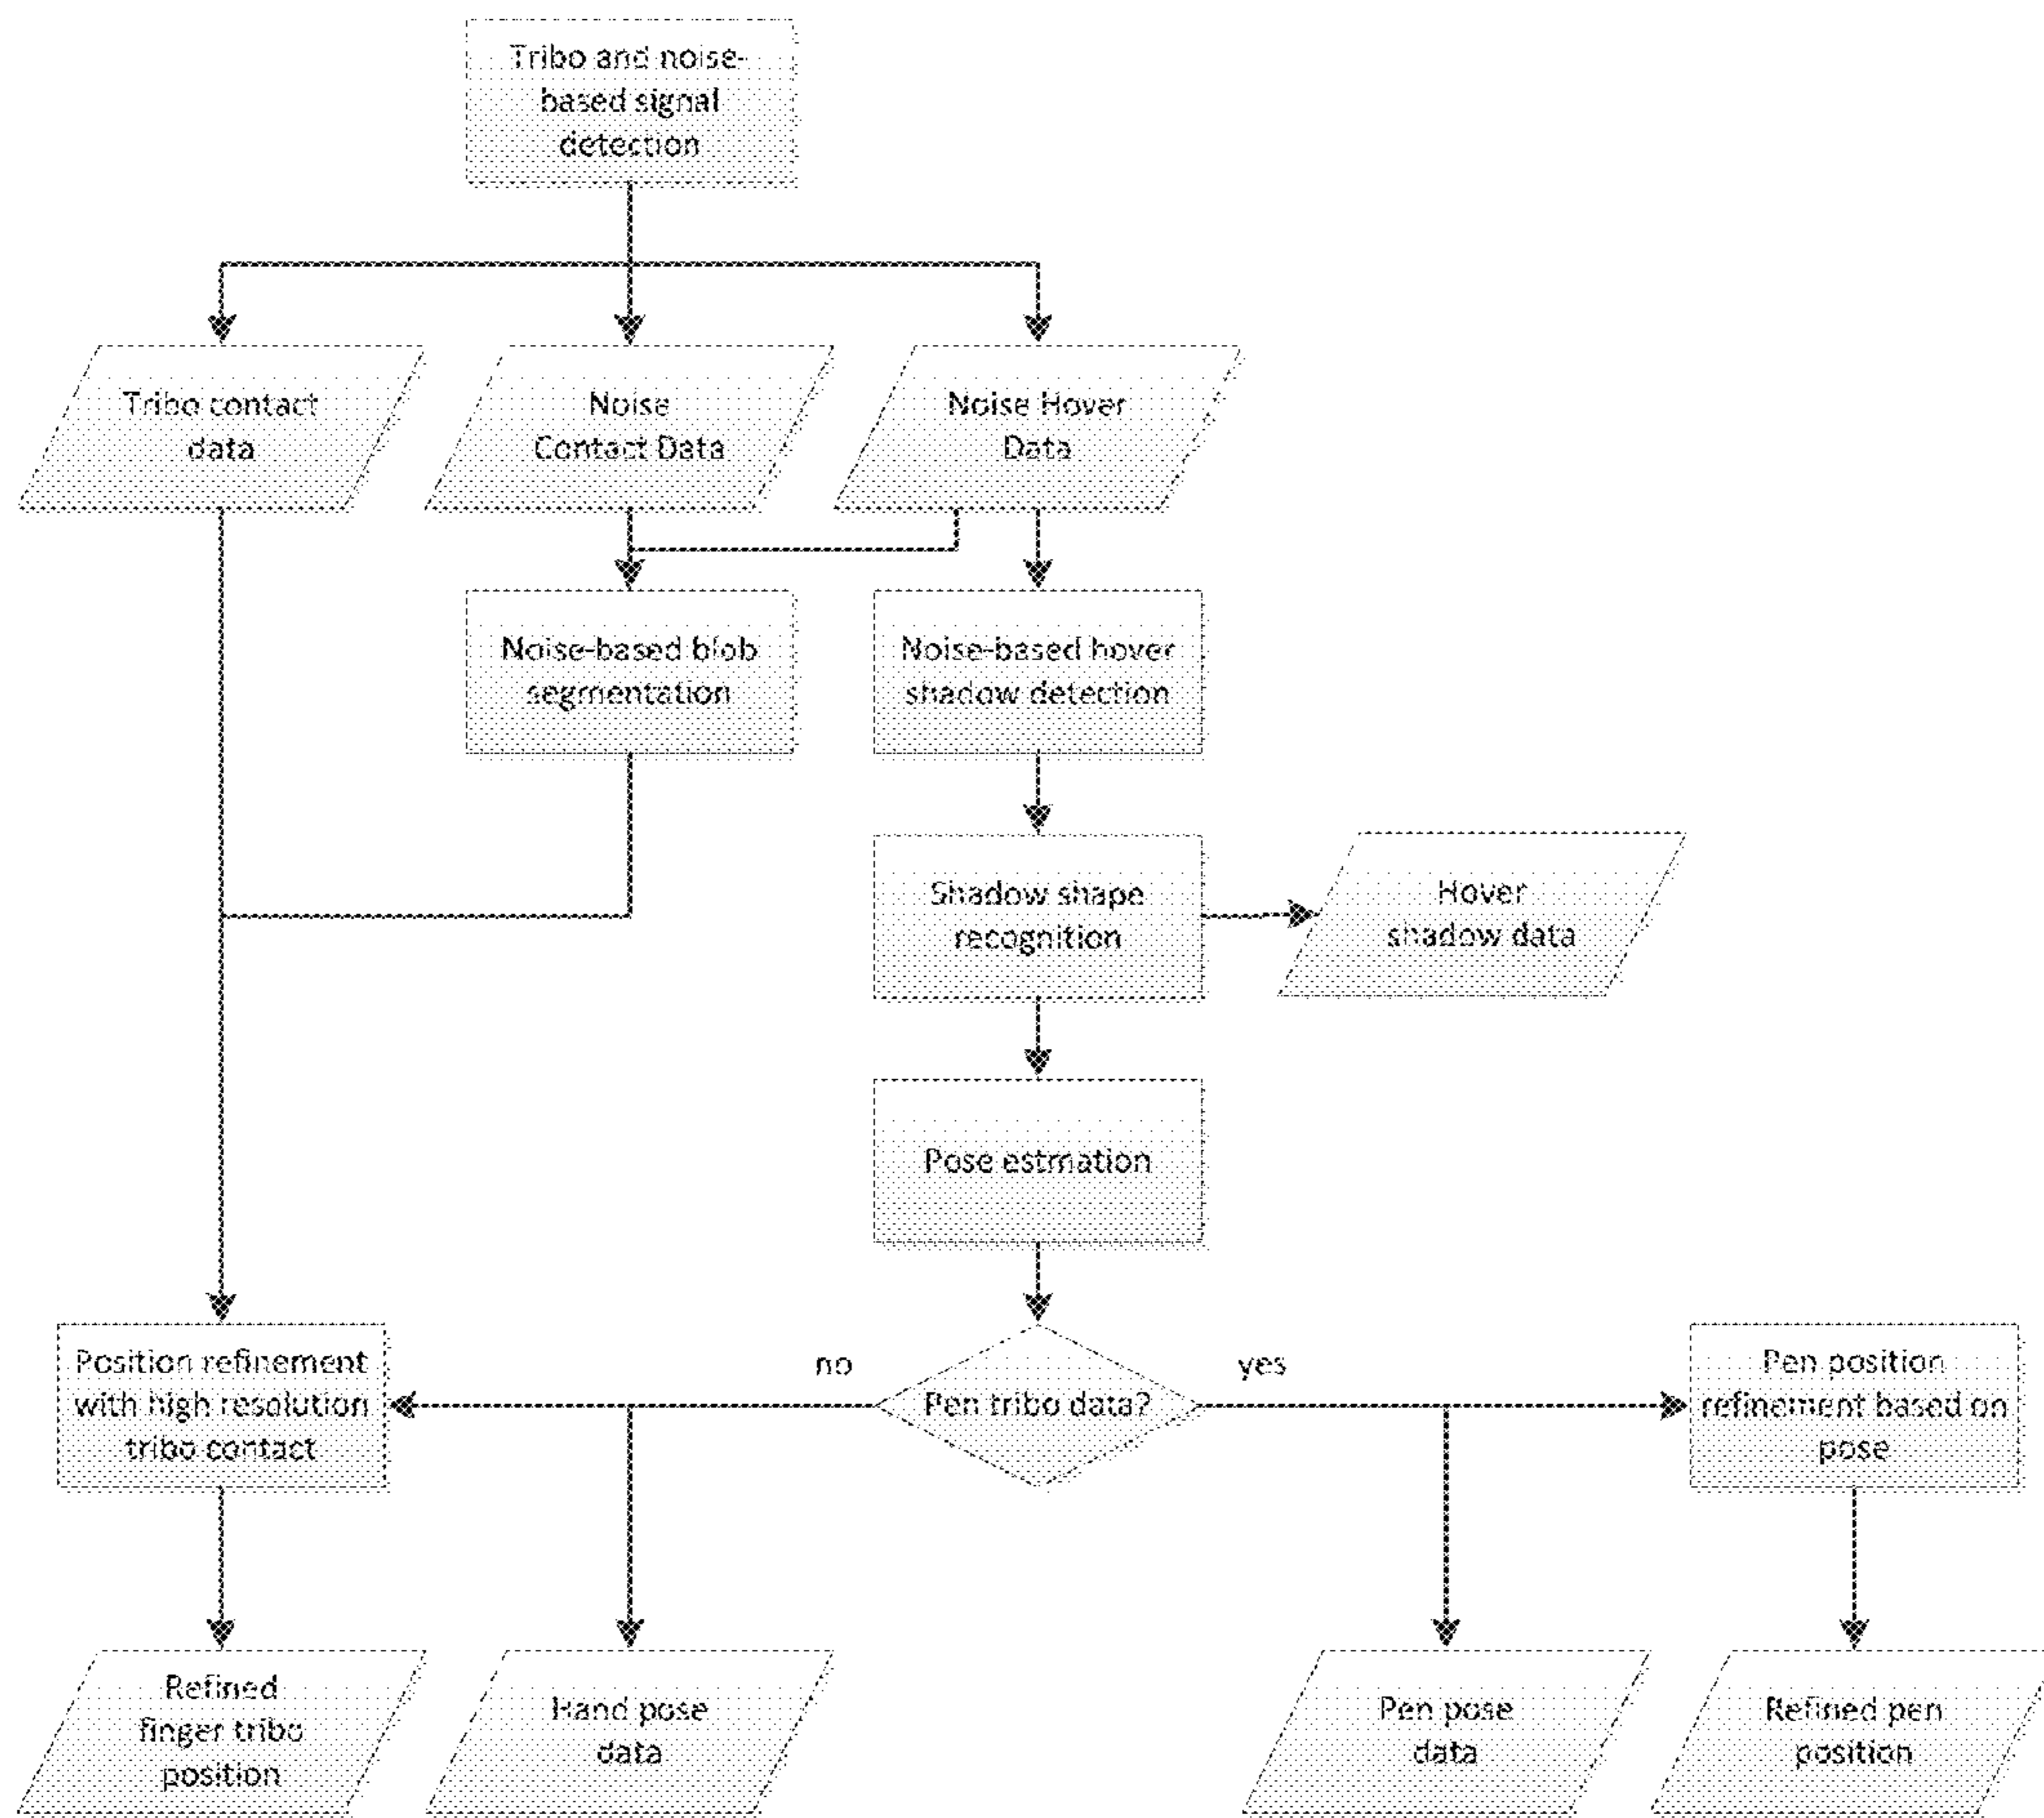 Tribo and noise-
based signal
detection
Tribo contact
data
Noise
Contact Data
Noise Hover
Data
Noise-based blob
segmentation
Noise-based hover
shadow detection
Shadow shape
recognition
Hover
shadow data
Pose estmation
Position refinement
with high resolution
tribo contact
no
Pen tribo data?
yes
Pen position
refinement based on
pose
Refined
finger tribo
position
Hand pose
data
Pen pose
data
Refined pen
position